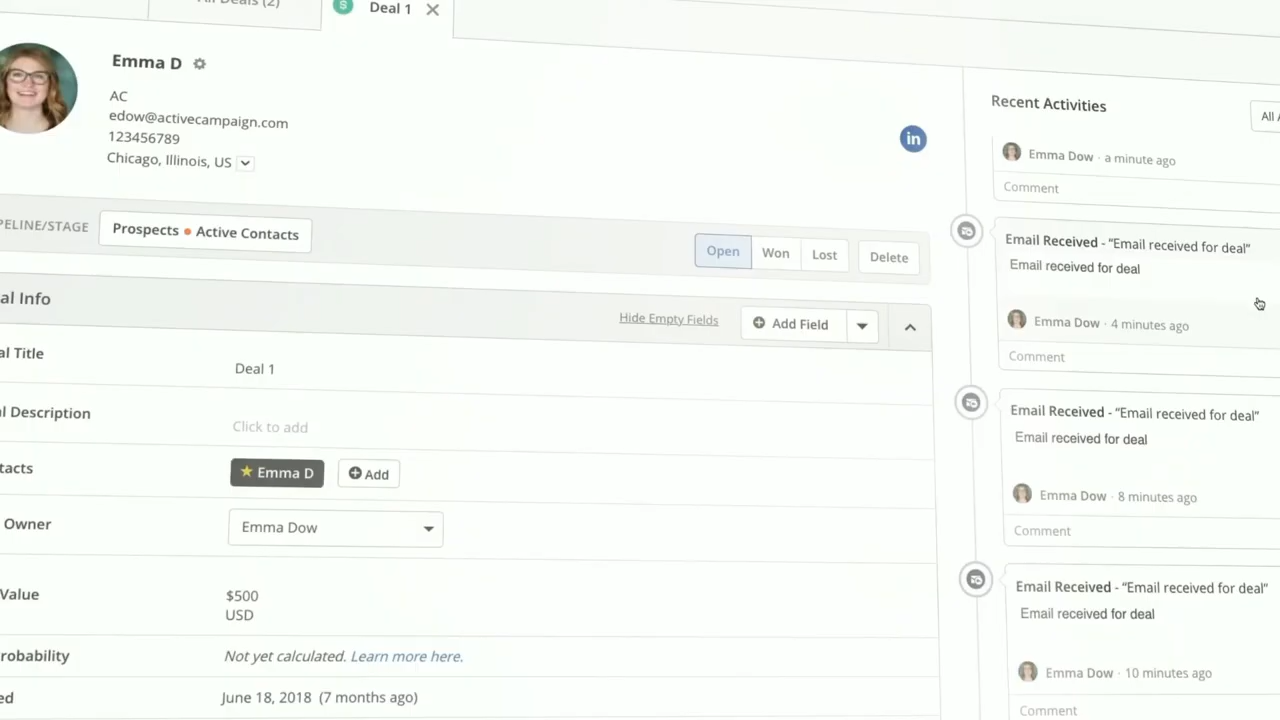 All Deals (2)
Deal 1
Emma D
AC
edow@activecampaign.com
123456789
Chicago, Illinois, US
in
PELINE/STAGE
Prospects • Active Contacts
Open
Won
Lost
Delete
al Info
Hide Empty Fields
Add Field
al Title
Deal 1
al Description
Click to add
tacts
★ Emma D
Add
Owner
Emma Dow
Value
$500
USD
robability
Not yet calculated. Learn more here.
ed
June 18, 2018 (7 months ago)
Recent Activities
All A
Emma Dow · a minute ago
Comment
Email Received - “Email received for deal”
Email received for deal
Emma Dow · 4 minutes ago
Comment
Email Received - “Email received for deal”
Email received for deal
Emma Dow · 8 minutes ago
Comment
Email Received - “Email received for deal”
Email received for deal
Emma Dow · 10 minutes ago
Comment